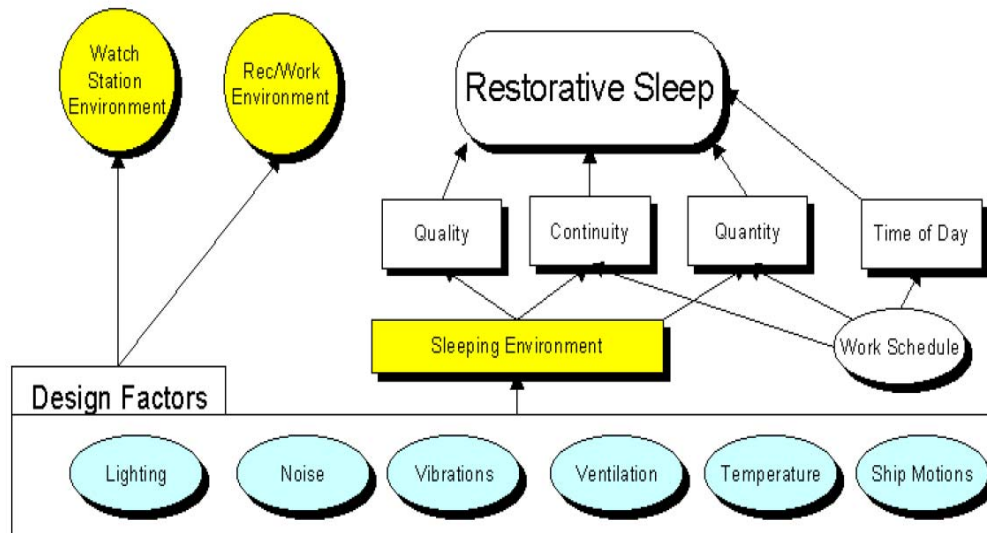 Watch
Station
Environment
Rec/Work
Environment
Restorative Sleep
Quality
Continuity
Quantity
Time of Day
Sleeping Environment
Work Schedule
Design Factors
Lighting
Noise
Vibrations
Ventilation
Temperature
Ship Motions